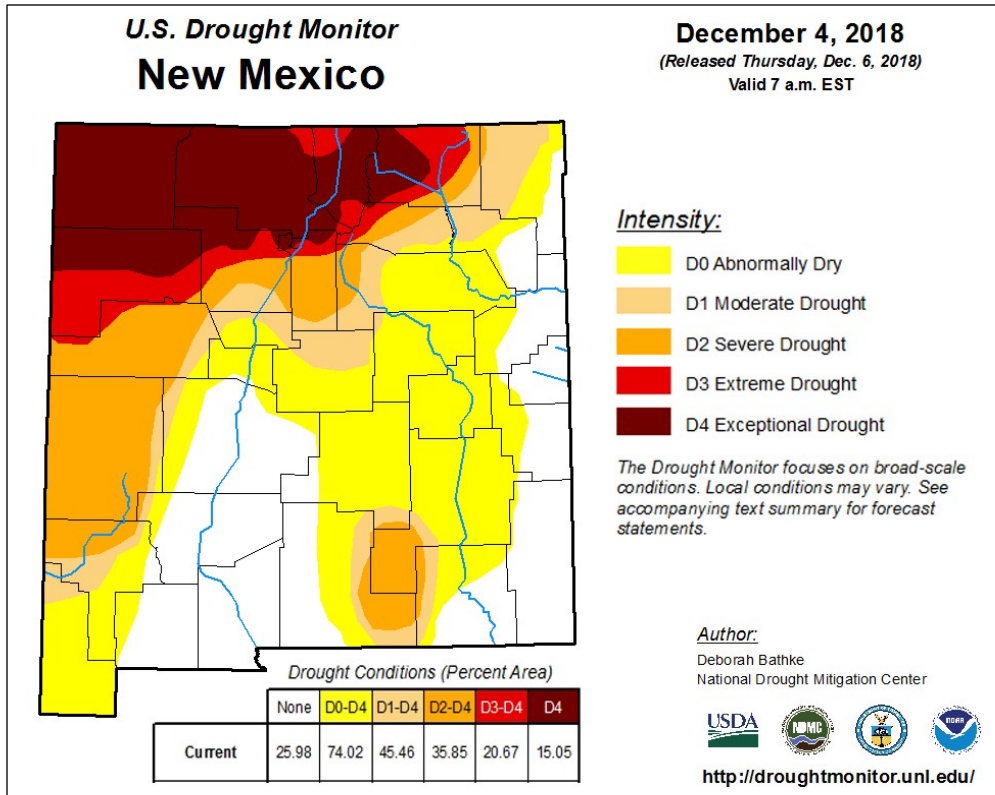 U.S. Drought Monitor
New Mexico
December 4, 2018
(Released Thursday, Dec. 6, 2018)
Valid 7 a.m. EST
Intensity:
D0 Abnormally Dry
D1 Moderate Drought
D2 Severe Drought
D3 Extreme Drought
D4 Exceptional Drought
The Drought Monitor focuses on broad-scale
conditions. Local conditions may vary. See
accompanying text summary for forecast
statements.
Author:
Deborah Bathke
National Drought Mitigation Center
Drought Conditions (Percent Area)
None D0-D4 D1-D4 D2-D4 D3-D4 D4
Current 25.98 74.02 45.46 35.85 20.67 15.05
USDA
NDMC
NOAA
http://droughtmonitor.unl.edu/